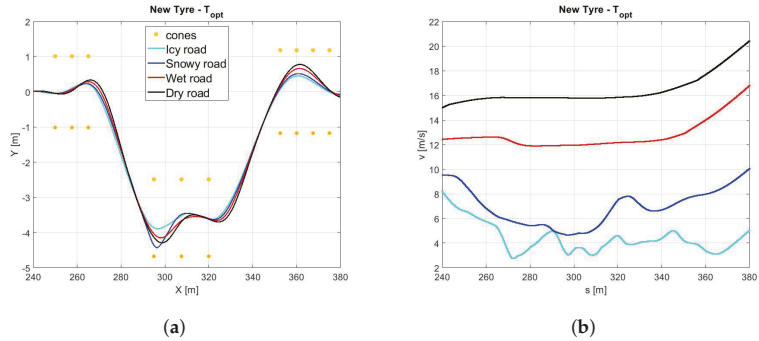 New Tyre - Topt
cones
Icy road
Snowy road
Wet road
Dry road
2
1
0
-1
-2
-3
-4
-5
Y [m]
240 260 280 300 320 340 360 380
X [m]
(a)
New Tyre - Topt
22
20
18
16
14
12
10
8
6
4
2
v [m/s]
240 260 280 300 320 340 360 380
s [m]
(b)